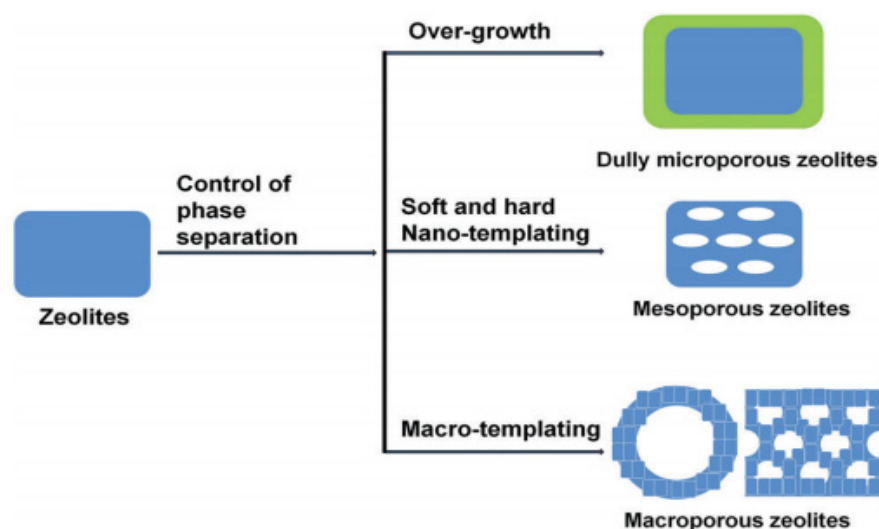 Over-growth
Dully microporous zeolites
Control of
phase
separation
Soft and hard
Nano-templating
Zeolites
Mesoporous zeolites
Macro-templating
Macroporous zeolites